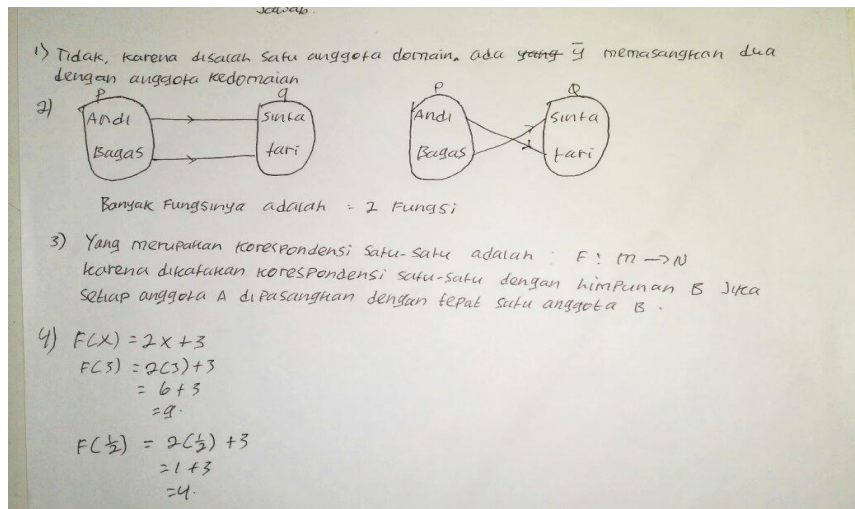 Jawab.
1) Tidak, karena disalah satu anggota domain. ada yang y̅ memasangkan dua
dengan anggota kedomaian
2)
P q
Andi Sinta
Bagas tari
P Q
Andi Sinta
Bagas tari
Banyak Fungsinya adalah = 2 Fungsi
3) Yang merupakan korespondensi satu-satu adalah : F : M → N
karena dikatakan korespondensi satu-satu dengan himpunan B Jika
setiap anggota A dipasangkan dengan tepat satu anggota B.
4) F(x) = 2x + 3
F(3) = 2(3) + 3
= 6 + 3
= 9.
F(½) = 2(½) + 3
= 1 + 3
= 4.